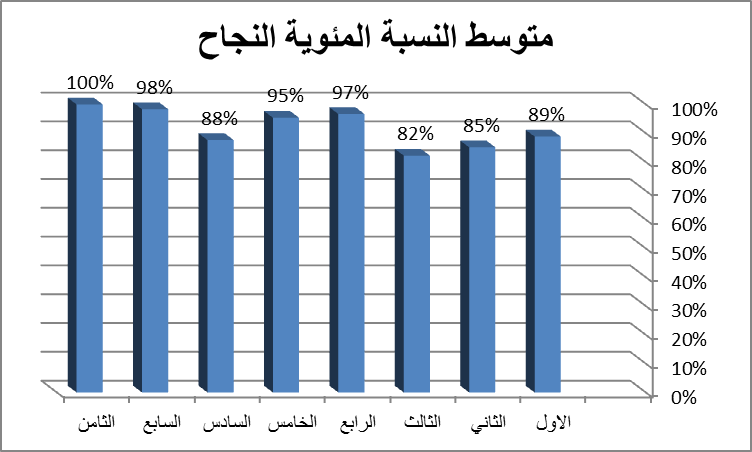 متوسط النسبة المئوية النجاح
89%
85%
82%
97%
95%
88%
98%
100%
100%
90%
80%
70%
60%
50%
40%
30%
20%
10%
0%
الاول
الثاني
الثالث
الرابع
الخامس
السادس
السابع
الثامن